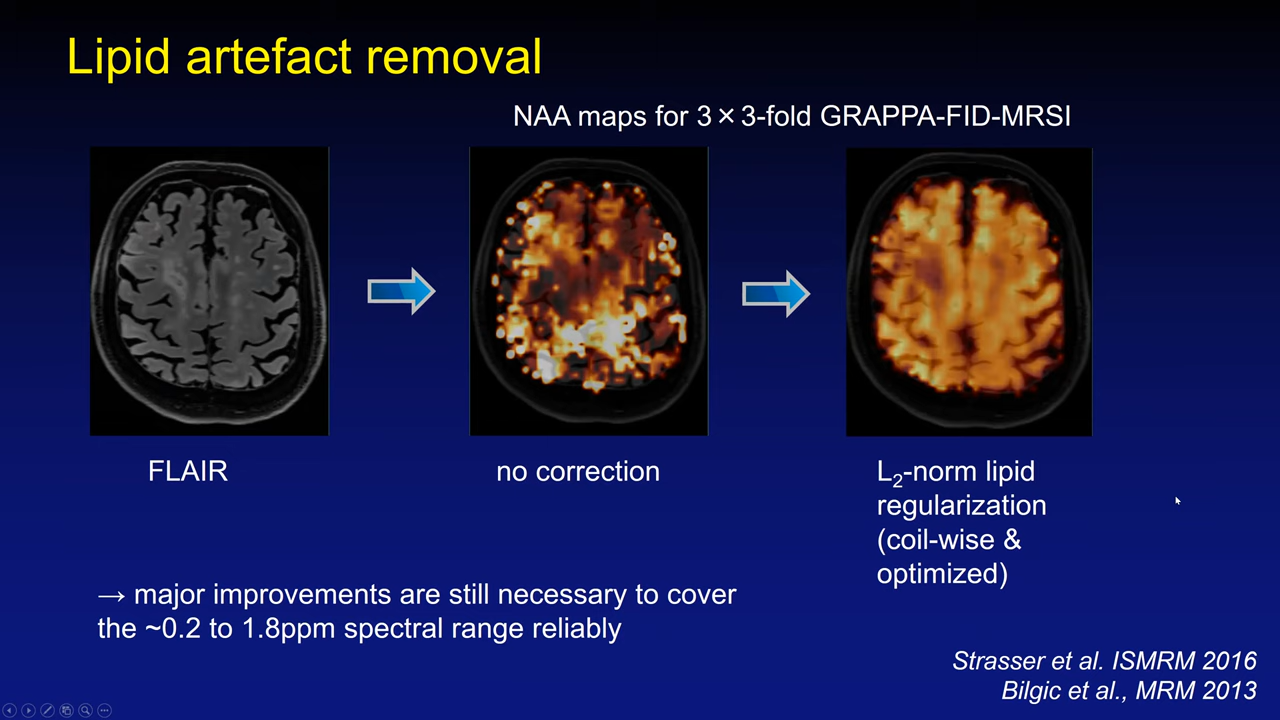 Lipid artefact removal
NAA maps for 3×3-fold GRAPPA-FID-MRSI
FLAIR
no correction
L₂-norm lipid
regularization
(coil-wise &
optimized)
→ major improvements are still necessary to cover
the ~0.2 to 1.8ppm spectral range reliably
Strasser et al. ISMRM 2016
Bilgic et al., MRM 2013